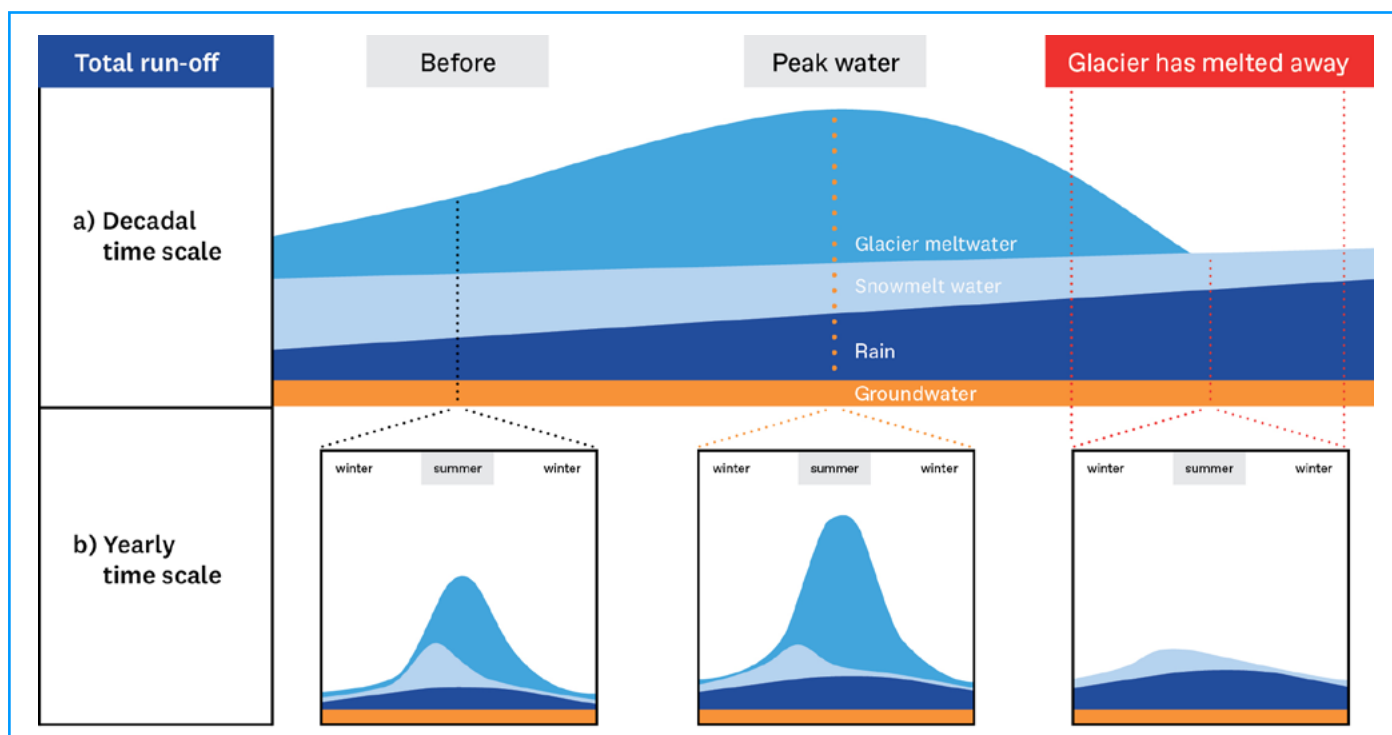 Total run-off
Before
Peak water
Glacier has melted away
a) Decadal
time scale
Glacier meltwater
Snowmelt water
Rain
Groundwater
b) Yearly
time scale
winter summer winter
winter summer winter
winter summer winter